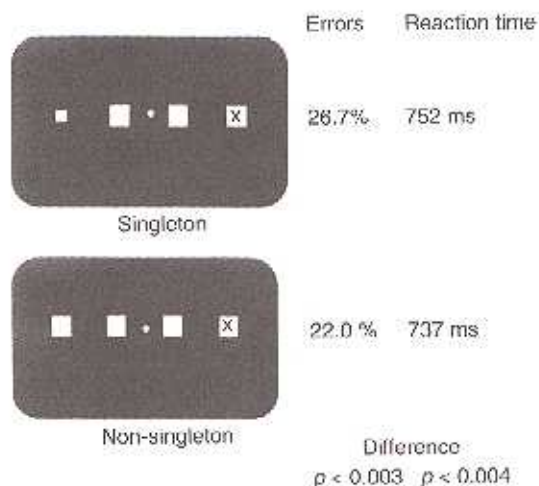 Errors Reaction time
x 26.7% 752 ms
Singleton
x 22.0 % 737 ms
Non-singleton
Difference
p < 0.003 p < 0.004